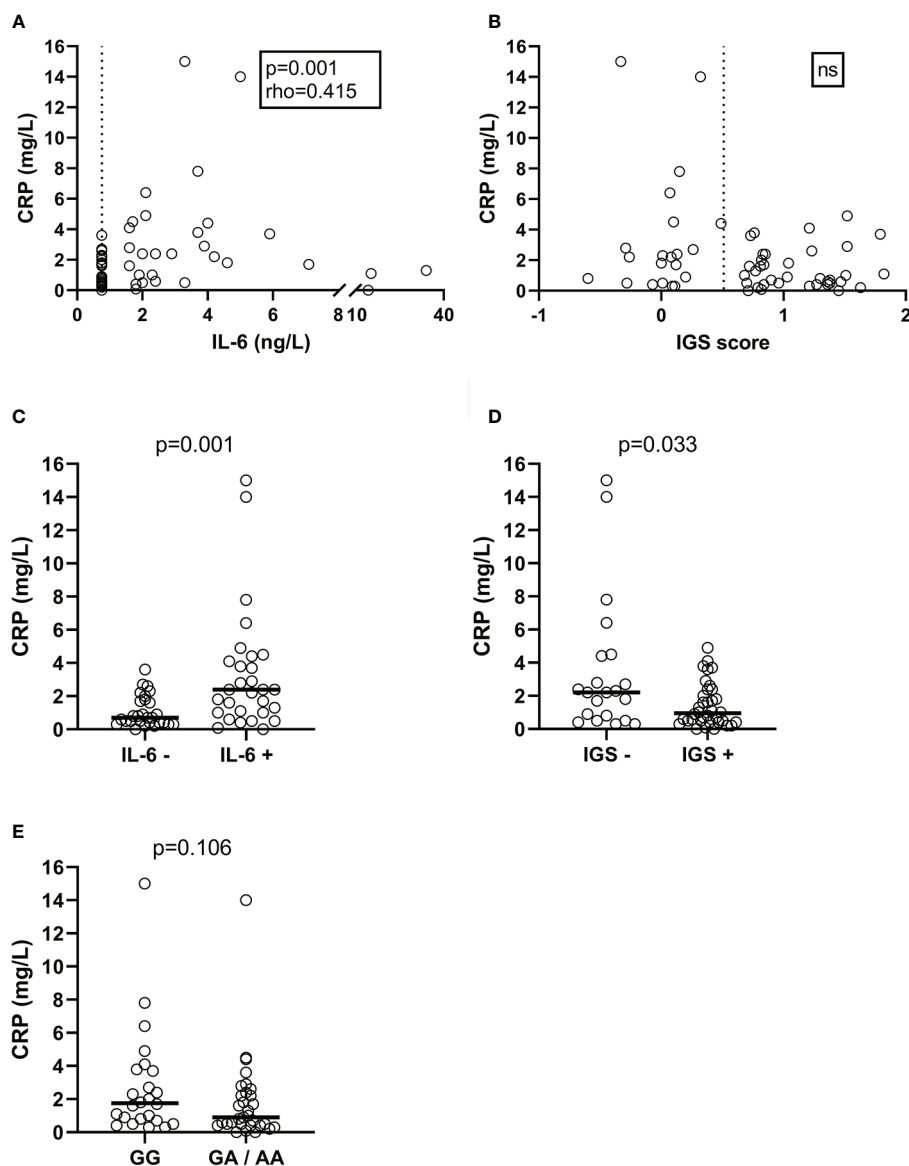 A
16
14
12
10
8
6
4
2
0
CRP (mg/L)
p=0.001
rho=0.415
0 2 4 6 8 10 40
IL-6 (ng/L)
B
16
14
12
10
8
6
4
2
0
CRP (mg/L)
ns
-1 0 1 2
IGS score
C
p=0.001
16
14
12
10
8
6
4
2
0
CRP (mg/L)
IL-6 - IL-6 +
D
p=0.033
16
14
12
10
8
6
4
2
0
CRP (mg/L)
IGS - IGS +
E
p=0.106
16
14
12
10
8
6
4
2
0
CRP (mg/L)
GG GA / AA